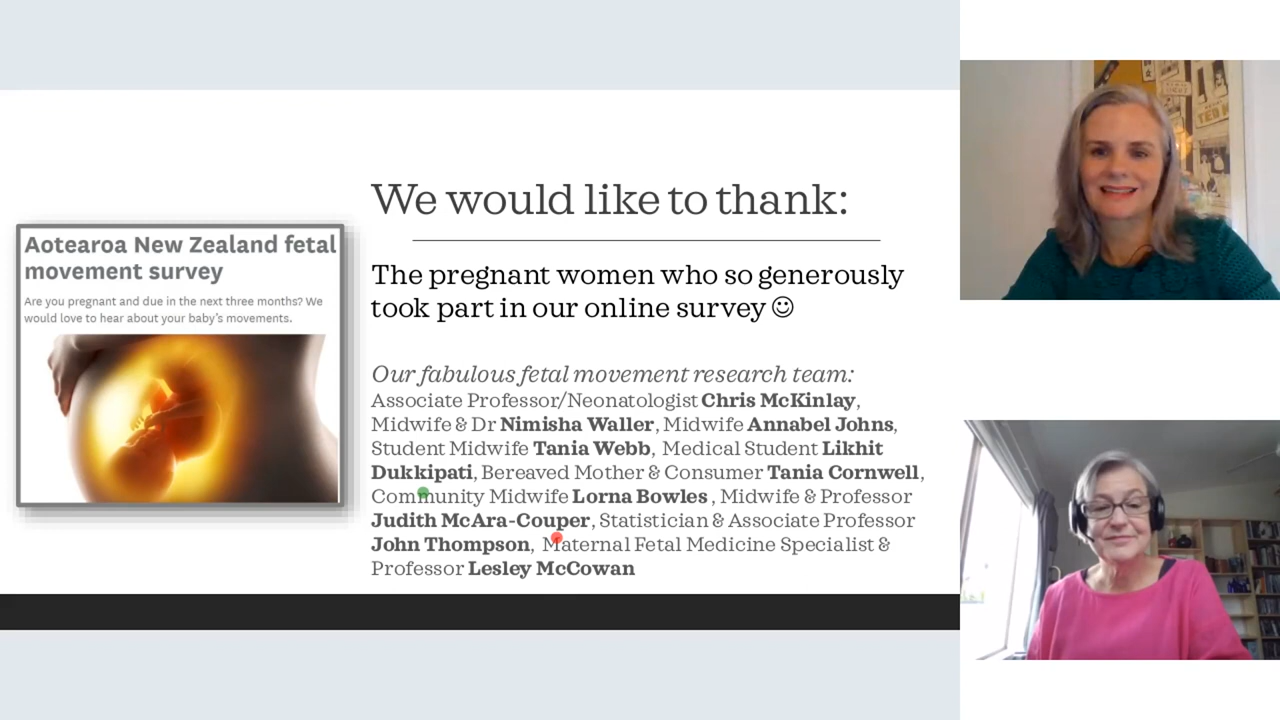 We would like to thank:
Aotearoa New Zealand fetal
movement survey
Are you pregnant and due in the next three months? We
would love to hear about your baby's movements.
The pregnant women who so generously
took part in our online survey ☺
Our fabulous fetal movement research team:
Associate Professor/Neonatologist Chris McKinlay,
Midwife & Dr Nimisha Waller, Midwife Annabel Johns,
Student Midwife Tania Webb, Medical Student Likhit
Dukkipati, Bereaved Mother & Consumer Tania Cornwell,
Community Midwife Lorna Bowles , Midwife & Professor
Judith McAra-Couper, Statistician & Associate Professor
John Thompson, Maternal Fetal Medicine Specialist &
Professor Lesley McCowan